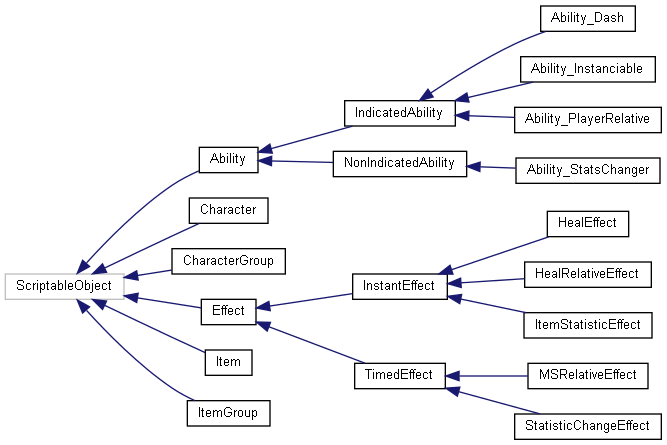 Ability_Dash
Ability_Instanciable
IndicatedAbility
Ability_PlayerRelative
Ability
NonIndicatedAbility
Ability_StatsChanger
Character
HealEffect
CharacterGroup
HealRelativeEffect
ScriptableObject
InstantEffect
Effect
ItemStatisticEffect
Item
TimedEffect
MSRelativeEffect
ItemGroup
StatisticChangeEffect